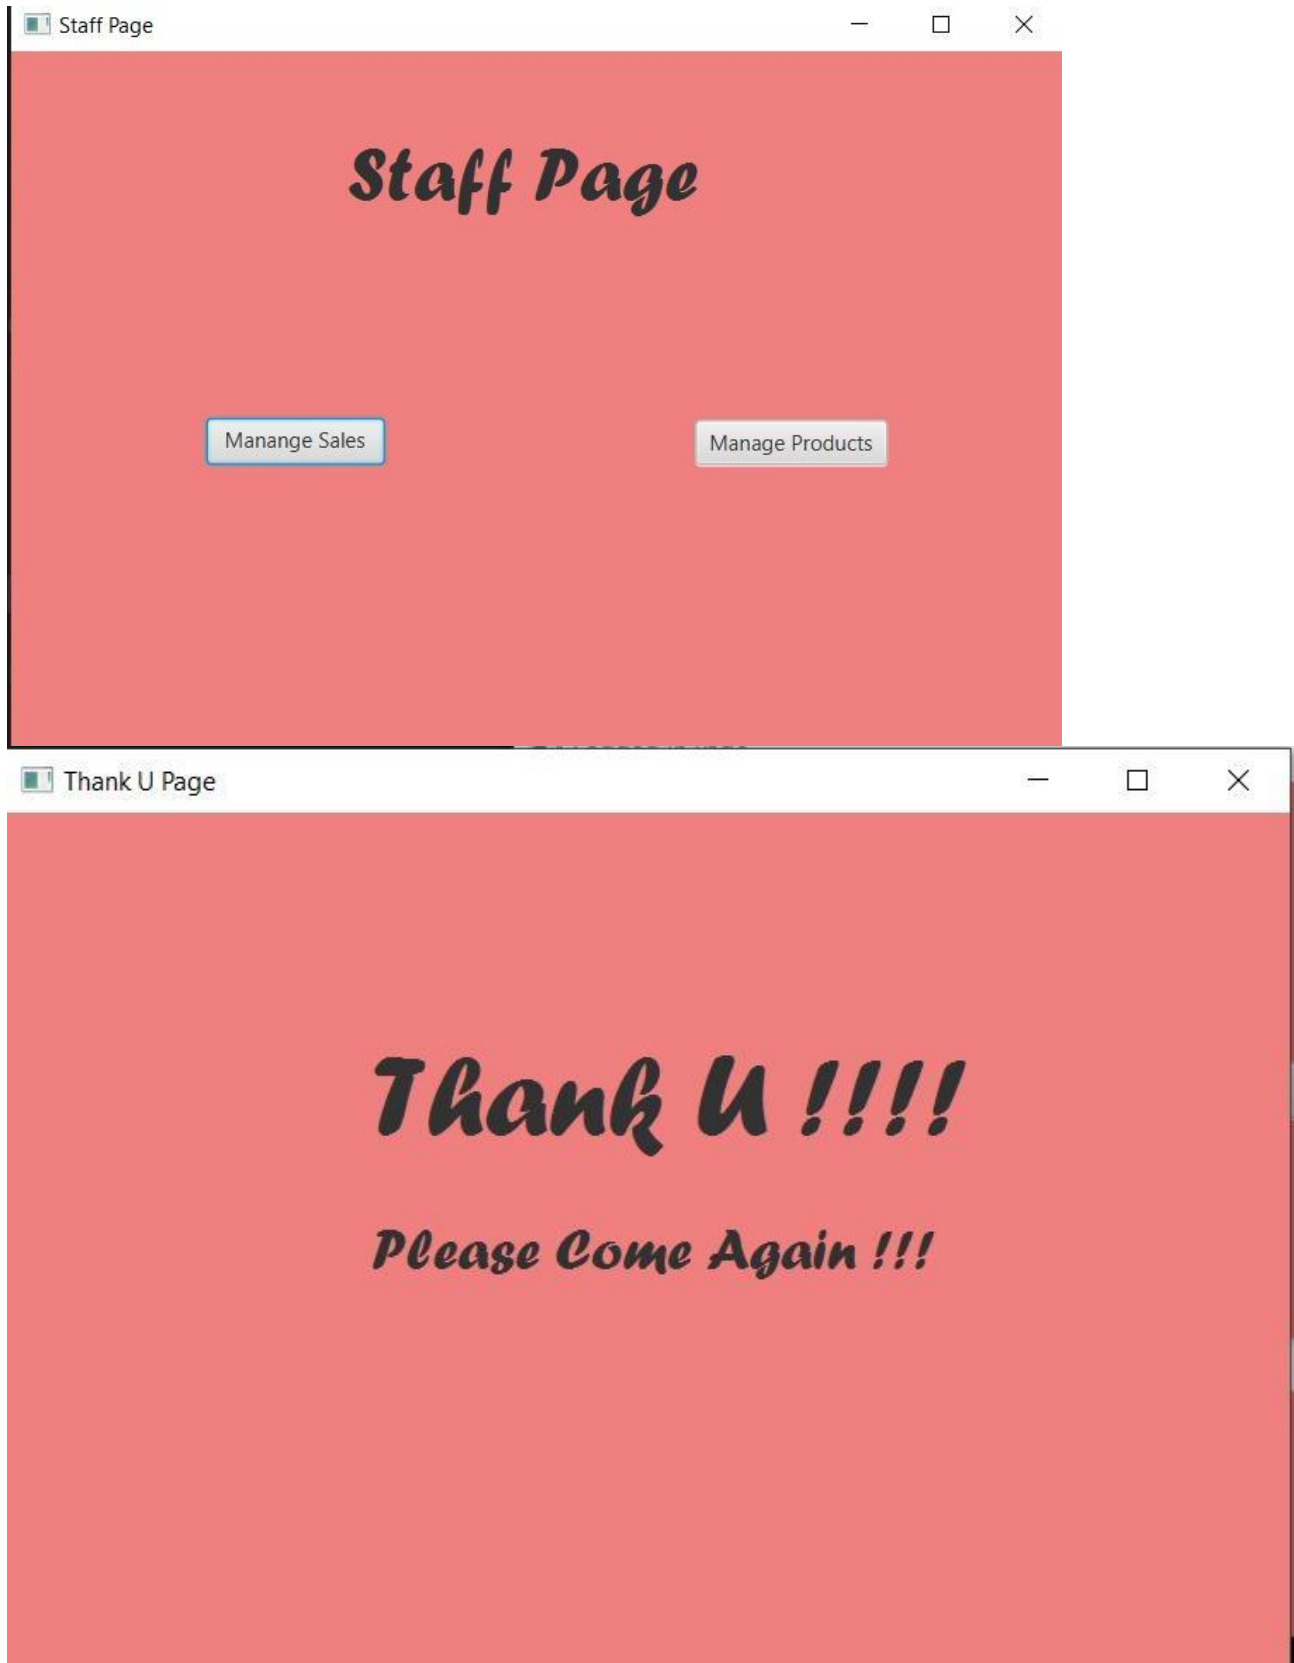 Staff Page
Staff Page
Manange Sales
Manage Products
Thank U Page
Thank U !!!!
Please Come Again !!!